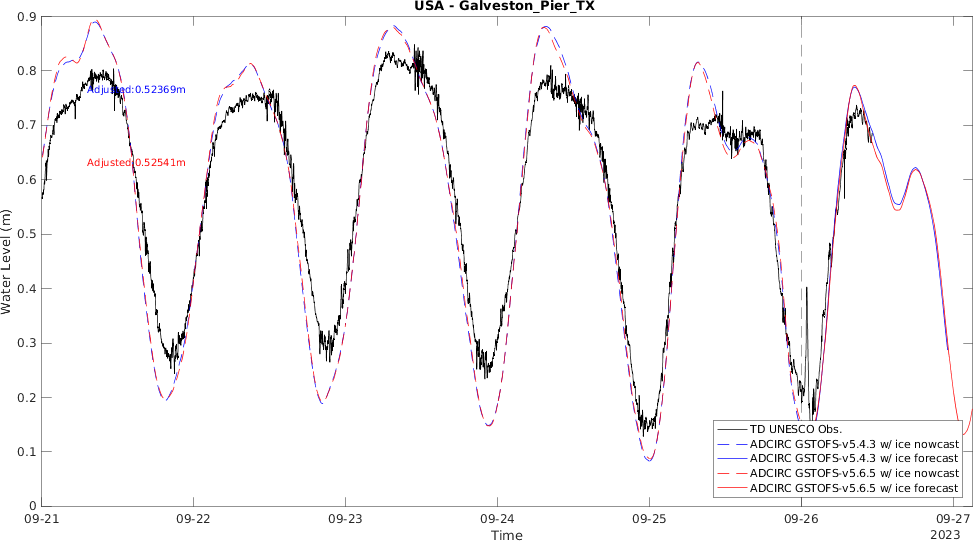 USA - Galveston_Pier_TX
0.9
0.8
0.7
0.6
0.5
0.4
0.3
0.2
0.1
0
Water Level (m)
Adjusted:0.52369m
Adjusted:0.52541m
TD UNESCO Obs.
ADCIRC GSTOFS-v5.4.3 w/ ice nowcast
ADCIRC GSTOFS-v5.4.3 w/ ice forecast
ADCIRC GSTOFS-v5.6.5 w/ ice nowcast
ADCIRC GSTOFS-v5.6.5 w/ ice forecast
09-21 09-22 09-23 09-24 09-25 09-26 09-27
Time
2023